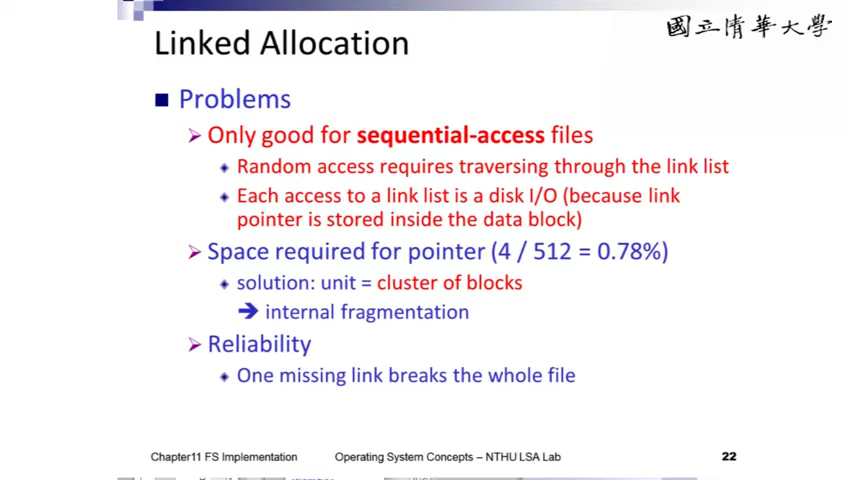 國立清華大學
Linked Allocation
Problems
Only good for sequential-access files
Random access requires traversing through the link list
Each access to a link list is a disk I/O (because link
pointer is stored inside the data block)
Space required for pointer (4 / 512 = 0.78%)
solution: unit = cluster of blocks
➔ internal fragmentation
Reliability
One missing link breaks the whole file
Chapter11 FS Implementation
Operating System Concepts – NTHU LSA Lab
22